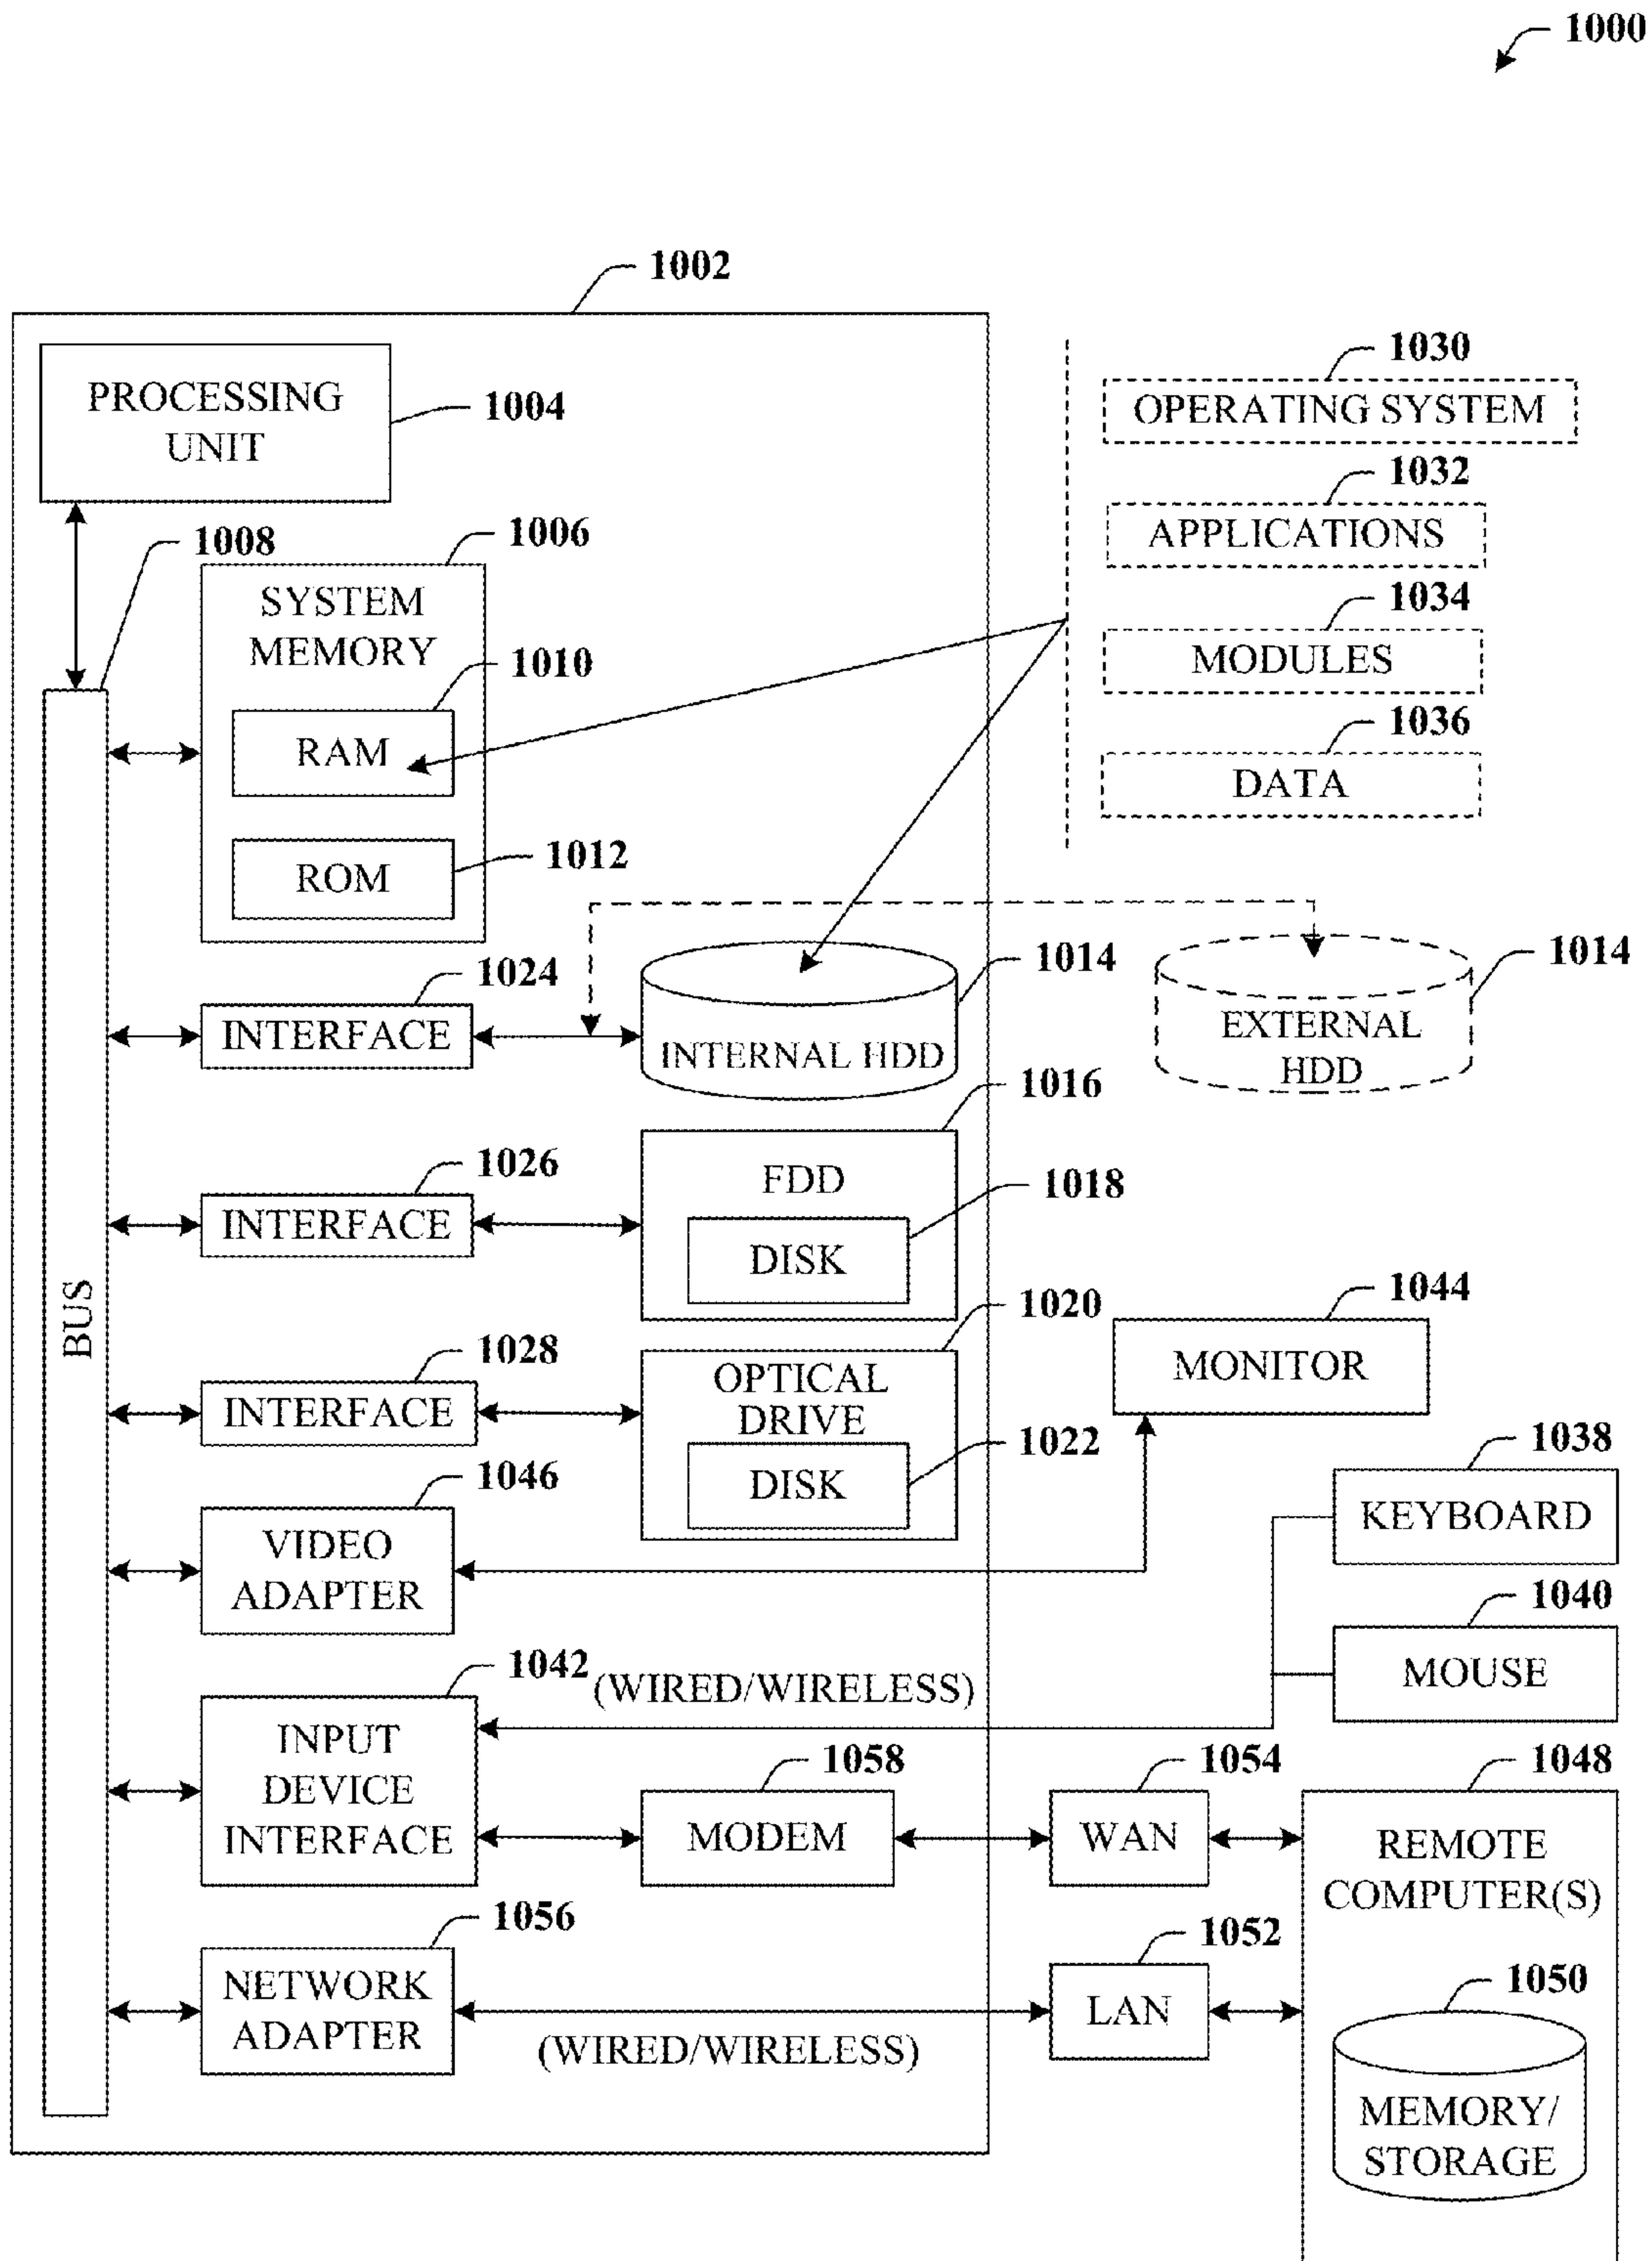 1000
1002
PROCESSING
UNIT
1004
1030
OPERATING SYSTEM
1032
APPLICATIONS
1034
MODULES
1036
DATA
1008
1006
SYSTEM
MEMORY
1010
RAM
1012
ROM
BUS
1024
INTERFACE
1014
INTERNAL HDD
1014
EXTERNAL
HDD
1026
INTERFACE
1016
FDD
1018
DISK
1028
INTERFACE
1020
OPTICAL
DRIVE
1022
DISK
1044
MONITOR
1046
VIDEO
ADAPTER
1038
KEYBOARD
1040
MOUSE
1042
(WIRED/WIRELESS)
INPUT
DEVICE
INTERFACE
1058
MODEM
1054
WAN
1048
REMOTE
COMPUTER(S)
1056
NETWORK
ADAPTER
(WIRED/WIRELESS)
1052
LAN
1050
MEMORY/
STORAGE